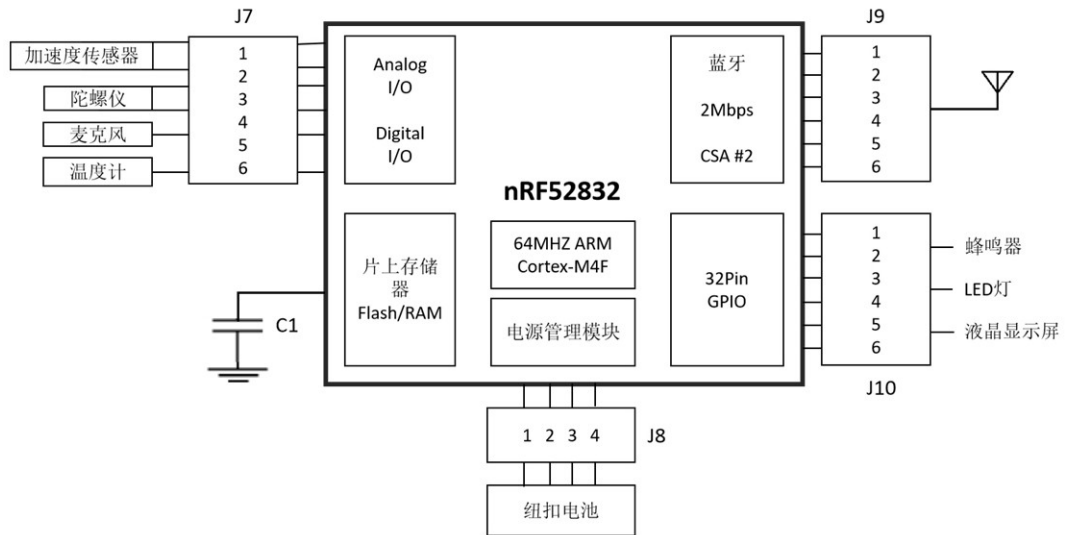 J7
加速度传感器
陀螺仪
麦克风
温度计
1
2
3
4
5
6
Analog
I/O
Digital
I/O
蓝牙
2Mbps
CSA #2
J9
1
2
3
4
5
6
nRF52832
片上存储
器
Flash/RAM
64MHZ ARM
Cortex-M4F
电源管理模块
32Pin
GPIO
1
2
3
4
5
6
蜂鸣器
LED灯
液晶显示屏
J10
C1
1 2 3 4
J8
纽扣电池